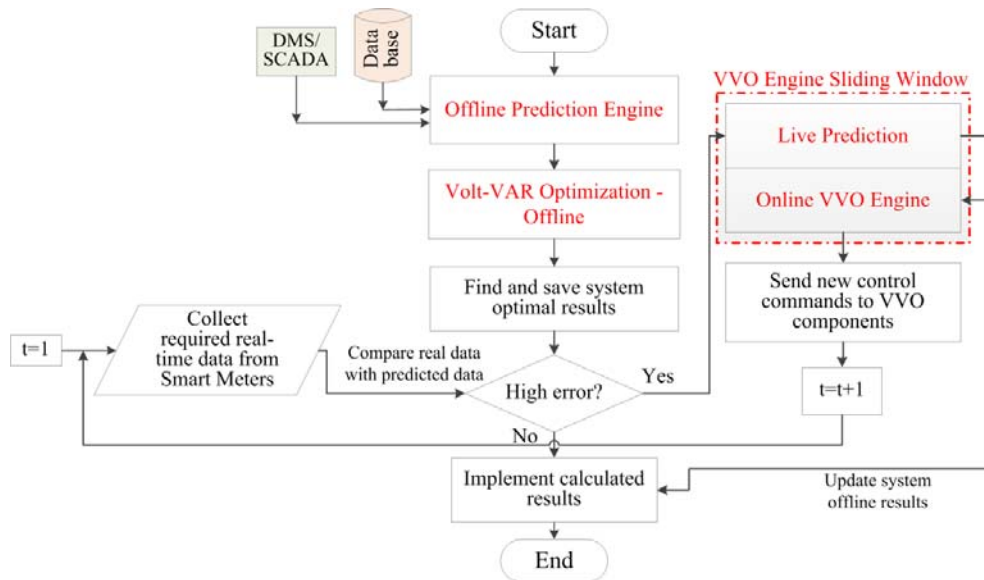 Start
DMS/
SCADA
Data
base
Offline Prediction Engine
VVO Engine Sliding Window
Live Prediction
Online VVO Engine
Volt-VAR Optimization -
Offline
Find and save system
optimal results
Send new control
commands to VVO
components
t=1
Collect
required real-
time data from
Smart Meters
Compare real data
with predicted data
High error?
Yes
t=t+1
No
Implement calculated
results
Update system
offline results
End